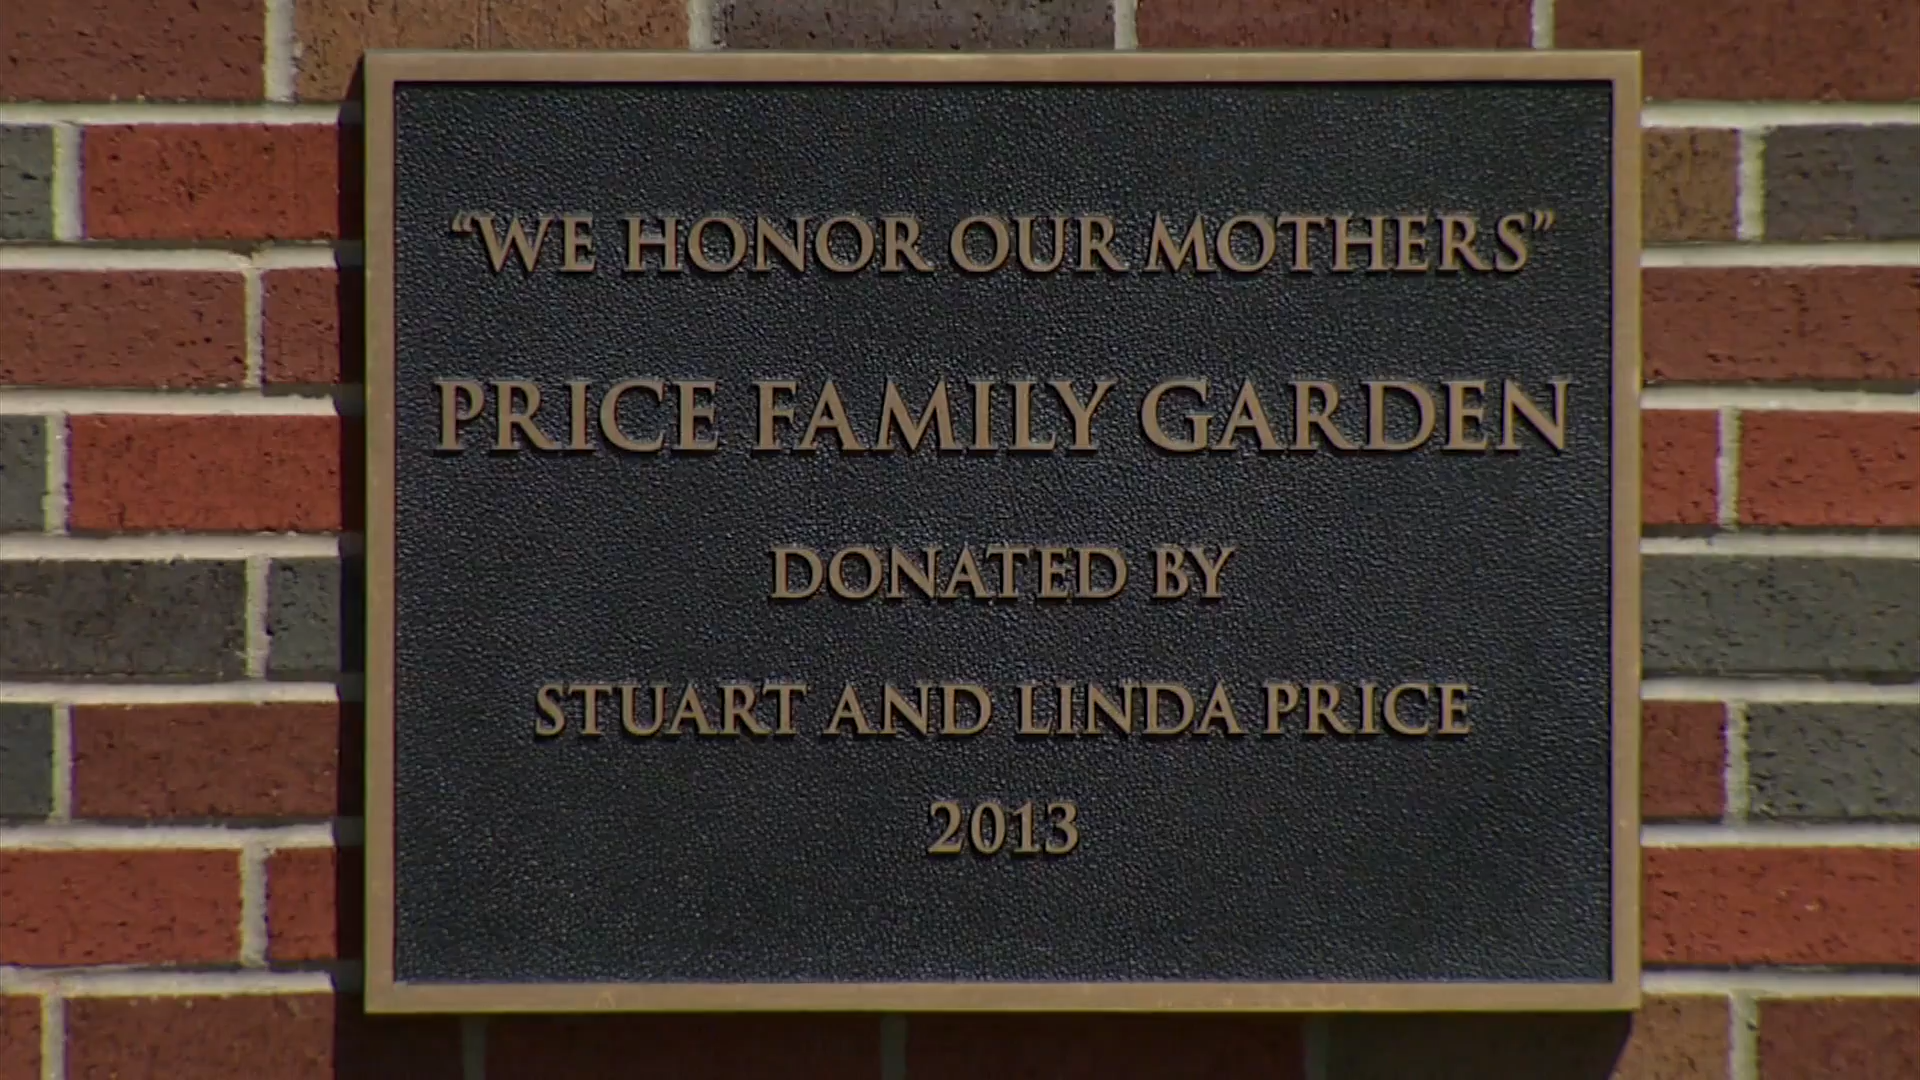 “WE HONOR OUR MOTHERS”
PRICE FAMILY GARDEN
DONATED BY
STUART AND LINDA PRICE
2013